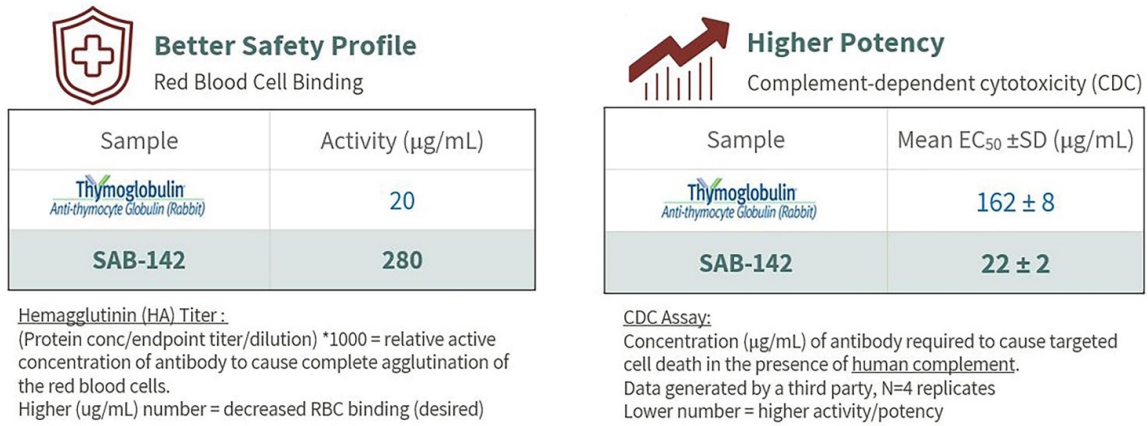 Better Safety Profile
Red Blood Cell Binding
Sample Activity (μg/mL)
Thymoglobulin
Anti-thymocyte Globulin (Rabbit)
20
SAB-142 280
Hemagglutinin (HA) Titer :
(Protein conc/endpoint titer/dilution) *1000 = relative active
concentration of antibody to cause complete agglutination of
the red blood cells.
Higher (ug/mL) number = decreased RBC binding (desired)
Higher Potency
Complement-dependent cytotoxicity (CDC)
Sample Mean EC₅₀ ±SD (μg/mL)
Thymoglobulin
Anti-thymocyte Globulin (Rabbit)
162 ± 8
SAB-142 22 ± 2
CDC Assay:
Concentration (μg/mL) of antibody required to cause targeted
cell death in the presence of human complement.
Data generated by a third party, N=4 replicates
Lower number = higher activity/potency